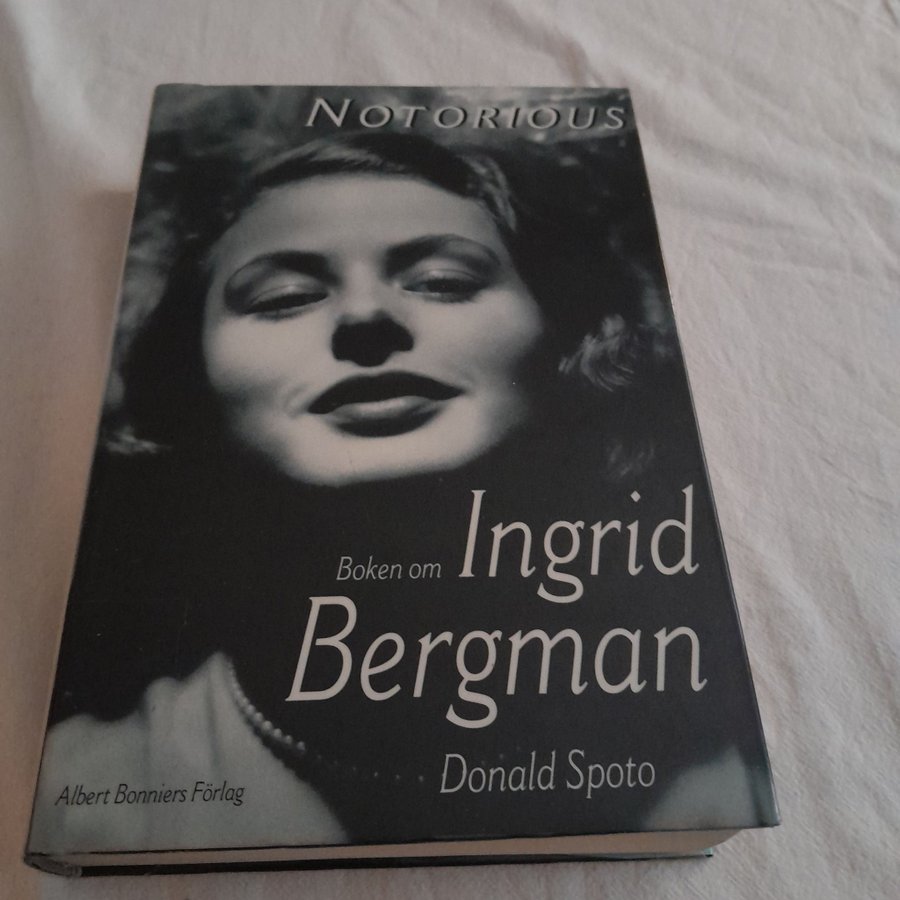 NOTORIOUS
Boken om Ingrid
Bergman
Donald Spoto
Albert Bonniers Förlag